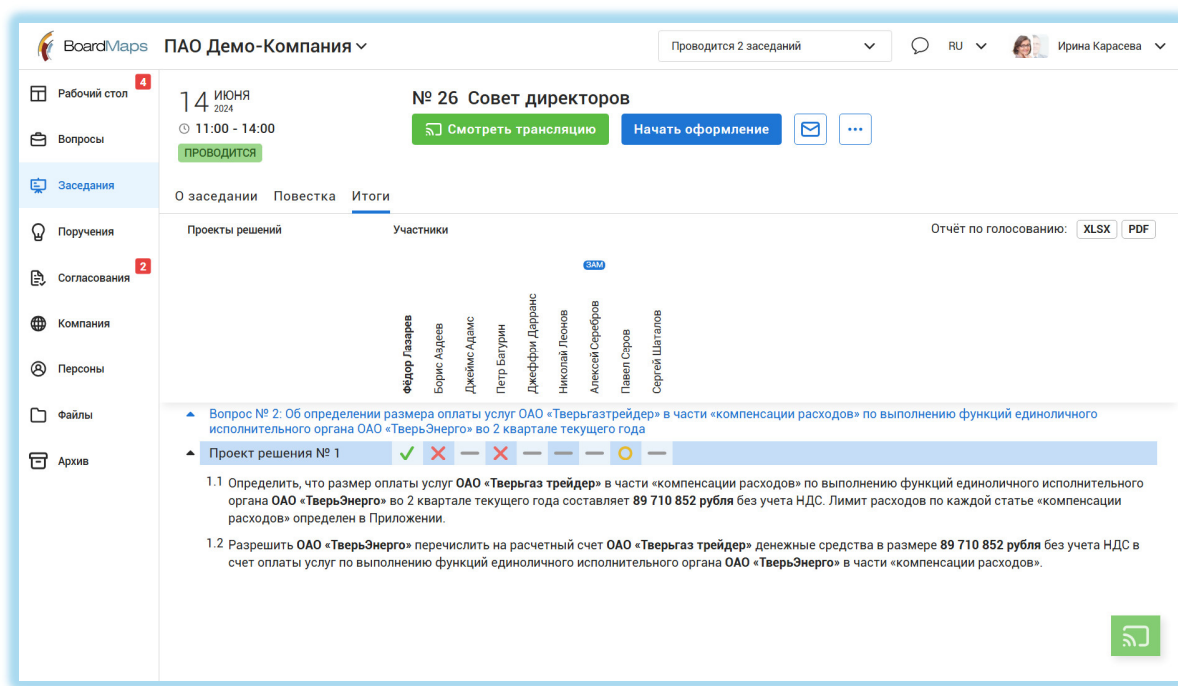 BoardMaps
ПАО Демо-Компания
Проводится 2 заседаний
RU
Ирина Карасева
Рабочий стол
4
Вопросы
Заседания
Поручения
Согласования
2
Компания
Персоны
Файлы
Архив
14 ИЮНЯ
2024
11:00 - 14:00
ПРОВОДИТСЯ
№ 26 Совет директоров
Смотреть трансляцию
Начать оформление
О заседании Повестка Итоги
Проекты решений
Участники
Отчёт по голосованию: XLSX PDF
ЗАМ
Фёдор Лазарев
Борис Авдеев
Джеймс Адамс
Петр Батурин
Джеффри Дарранс
Николай Леонов
Алексей Серебров
Павел Серов
Сергей Шаталов
Вопрос № 2: Об определении размера оплаты услуг ОАО «Тверьгазтрейдер» в части «компенсации расходов» по выполнению функций единоличного
исполнительного органа ОАО «ТверьЭнерго» во 2 квартале текущего года
Проект решения № 1
1.1 Определить, что размер оплаты услуг ОАО «Тверьгаз трейдер» в части «компенсации расходов» по выполнению функций единоличного исполнительного
органа ОАО «ТверьЭнерго» во 2 квартале текущего года составляет 89 710 852 рубля без учета НДС. Лимит расходов по каждой статье «компенсации
расходов» определен в Приложении.
1.2 Разрешить ОАО «ТверьЭнерго» перечислить на расчетный счет ОАО «Тверьгаз трейдер» денежные средства в размере 89 710 852 рубля без учета НДС в
счет оплаты услуг по выполнению функций единоличного исполнительного органа ОАО «ТверьЭнерго» в части «компенсации расходов».